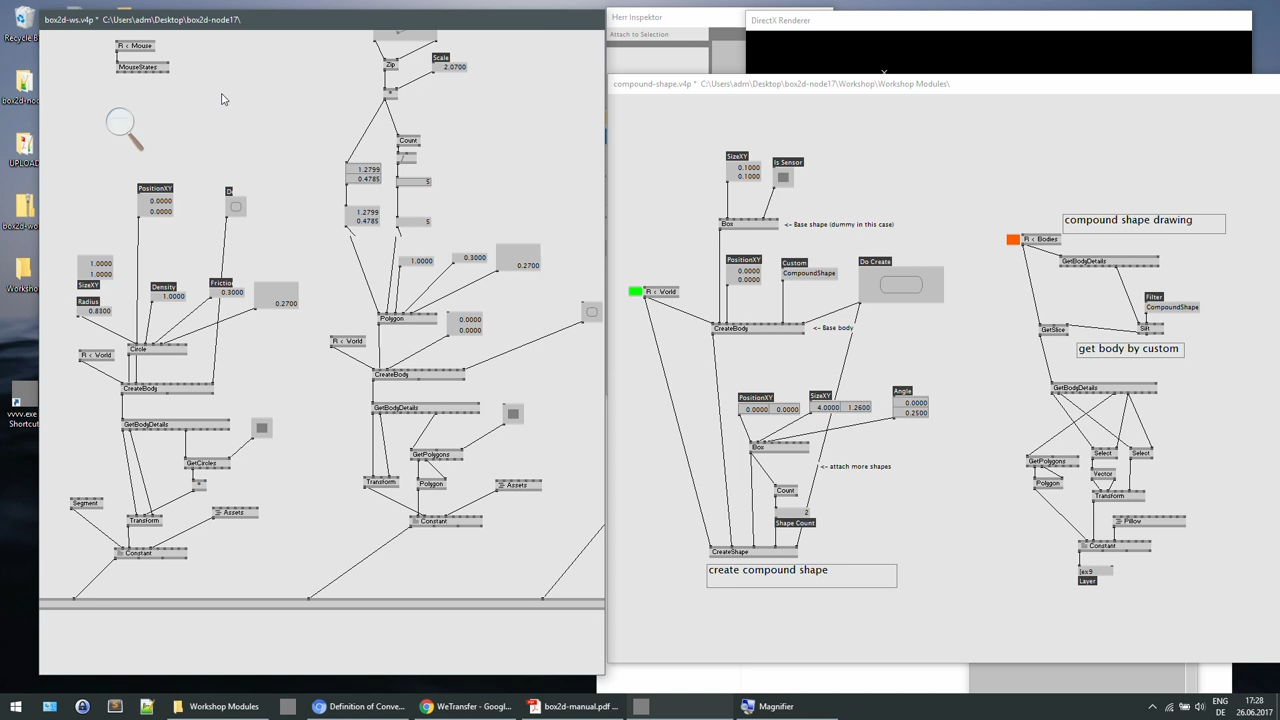 box2d-ws.v4p * C:\Users\adm\Desktop\box2d-node17\
Herr Inspektor
Attach to Selection
DirectX Renderer
compound-shape.v4p * C:\Users\adm\Desktop\box2d-node17\Workshop\Workshop Modules\
R < Mouse
MouseStates
Zip
Scale
2.0700
Count
1.2799
0.4785
5
1.2799
0.4785
5
PositionXY
0.0000
0.0000
1.0000
1.0000
SizeXY
Density
1.0000
Radius
0.8300
0.3000
0.2700
Circle
R < World
CreateBody
GetBodyDetails
GetCircles
Segment
Assets
Transform
Constant
1.0000
0.3000
0.2700
Polygon
0.0000
0.0000
R < World
CreateBody
GetBodyDetails
GetPolygons
Transform
Polygon
Assets
Constant
SizeXY
0.1000
0.1000
Is Sensor
Box
<- Base shape (dummy in this case)
PositionXY
0.0000
0.0000
Custom
CompoundShape
Do Create
R < World
CreateBody
<- Base body
PositionXY
0.0000 0.0000
SizeXY
4.0000 1.2600
Angle
0.0000
0.2500
Box
<- attach more shapes
Count
2
Shape Count
CreateShape
create compound shape
compound shape drawing
R < Bodies
GetBodyDetails
Filter
CompoundShape
GetSlice
Sift
get body by custom
GetBodyDetails
GetPolygons
Polygon
Select
Select
Vector
Transform
Pillow
Constant
Layer
vvvv.exe
Shortcut
Workshop Modules
Definition of Conve...
WeTransfer - Googl...
box2d-manual.pdf ...
Magnifier
ENG
DE
17:28
26.06.2017